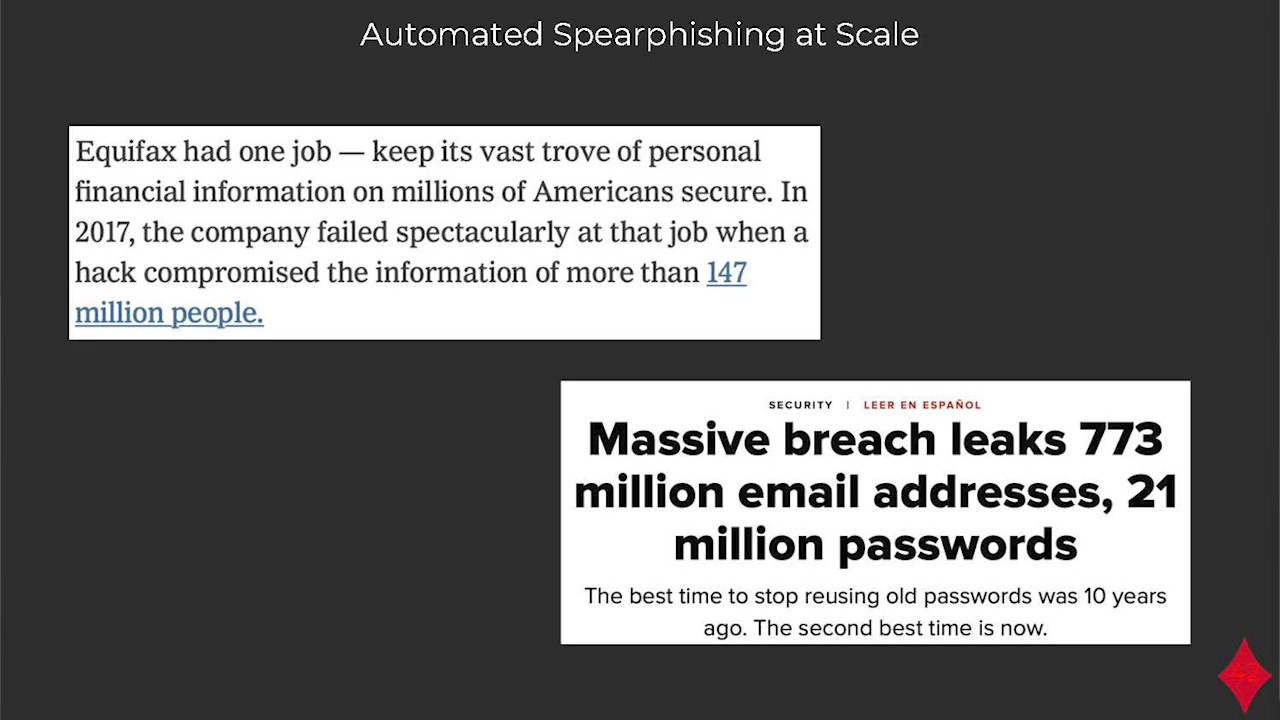 Automated Spearphishing at Scale
Equifax had one job — keep its vast trove of personal
financial information on millions of Americans secure. In
2017, the company failed spectacularly at that job when a
hack compromised the information of more than 147
million people.
SECURITY | LEER EN ESPAÑOL
Massive breach leaks 773
million email addresses, 21
million passwords
The best time to stop reusing old passwords was 10 years
ago. The second best time is now.